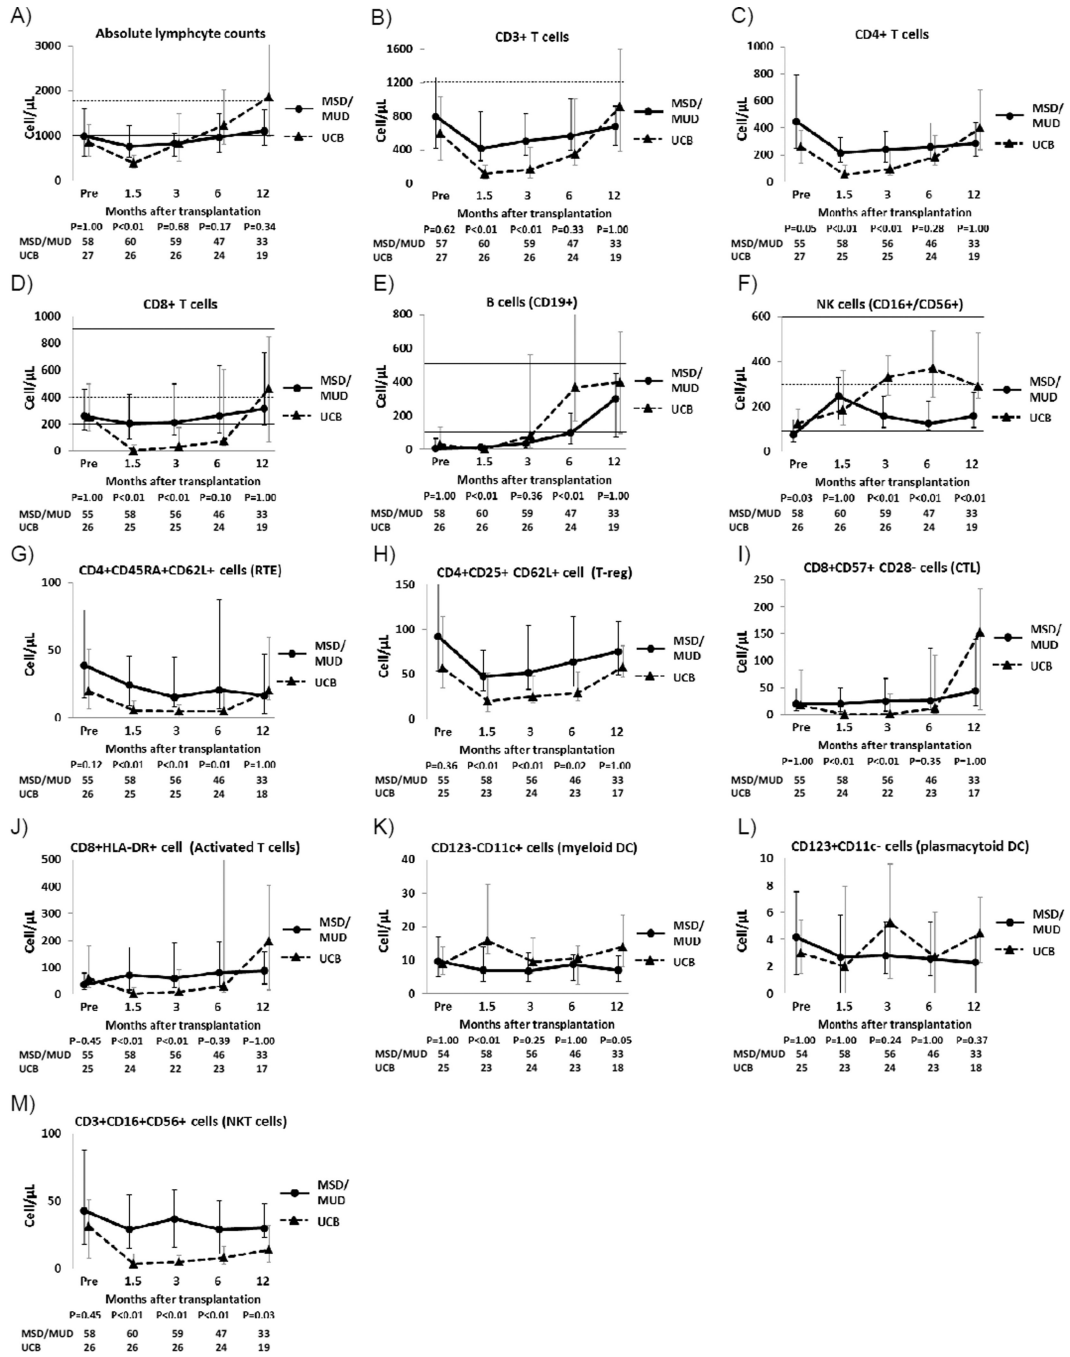 A)
Absolute lymphcyte counts
3000
2000
1000
0
Cell/µL
MSD/
MUD
UCB
Pre 1.5 3 6 12
Months after transplantation
P=1.00 P<0.01 P=0.68 P=0.17 P=0.34
MSD/MUD 58 60 59 47 33
UCB 27 26 26 24 19
B)
CD3+ T cells
1600
1200
800
400
0
Cell/µL
MSD/
MUD
UCB
Pre 1.5 3 6 12
Months after transplantation
P=0.62 P<0.01 P<0.01 P=0.33 P=1.00
MSD/MUD 57 60 59 47 33
UCB 27 26 26 24 19
C)
CD4+ T cells
1000
800
600
400
200
0
Cell/µL
MSD/
MUD
UCB
Pre 1.5 3 6 12
Months after transplantation
P=0.05 P<0.01 P<0.01 P=0.28 P=1.00
MSD/MUD 55 58 56 46 33
UCB 27 25 25 24 19
D)
CD8+ T cells
1000
800
600
400
200
0
Cell/µL
MSD/
MUD
UCB
Pre 1.5 3 6 12
Months after transplantation
P=1.00 P<0.01 P<0.01 P=0.10 P=1.00
MSD/MUD 55 58 56 46 33
UCB 26 25 25 24 19
E)
B cells (CD19+)
800
600
400
200
0
Cell/µL
MSD/
MUD
UCB
Pre 1.5 3 6 12
Months after transplantation
P=1.00 P<0.01 P=0.36 P<0.01 P=1.00
MSD/MUD 58 60 59 47 33
UCB 26 26 26 24 19
F)
NK cells (CD16+/CD56+)
600
400
200
0
Cell/µL
MSD/
MUD
UCB
Pre 1.5 3 6 12
Months after transplantation
P=0.03 P=1.00 P<0.01 P<0.01 P<0.01
MSD/MUD 58 60 59 47 33
UCB 26 26 26 24 19
G)
CD4+CD45RA+CD62L+ cells (RTE)
100
50
0
Cell/µL
MSD/
MUD
UCB
Pre 1.5 3 6 12
Months after transplantation
P=0.12 P<0.01 P<0.01 P=0.01 P=1.00
MSD/MUD 55 58 56 46 33
UCB 26 25 25 24 18
H)
CD4+CD25+ CD62L+ cell (T-reg)
150
100
50
0
Cell/µL
MSD/
MUD
UCB
Pre 1.5 3 6 12
Months after transplantation
P=0.36 P<0.01 P<0.01 P=0.02 P=1.00
MSD/MUD 55 58 56 46 33
UCB 25 23 24 23 17
I)
CD8+CD57+ CD28- cells (CTL)
250
200
150
100
50
0
Cell/µL
MSD/
MUD
UCB
Pre 1.5 3 6 12
Months after transplantation
P=1.00 P<0.01 P<0.01 P=0.35 P=1.00
MSD/MUD 55 58 56 46 33
UCB 25 24 22 23 17
J)
CD8+HLA-DR+ cell (Activated T cells)
500
400
300
200
100
0
Cell/µL
MSD/
MUD
UCB
Pre 1.5 3 6 12
Months after transplantation
P=0.45 P<0.01 P<0.01 P=0.39 P=1.00
MSD/MUD 55 58 56 46 33
UCB 25 24 22 23 17
K)
CD123-CD11c+ cells (myeloid DC)
40
30
20
10
0
Cell/µL
MSD/
MUD
UCB
Pre 1.5 3 6 12
Months after transplantation
P=1.00 P<0.01 P=0.25 P=1.00 P=0.05
MSD/MUD 54 58 56 46 33
UCB 25 23 24 23 18
L)
CD123+CD11c- cells (plasmacytoid DC)
10
8
6
4
2
0
Cell/µL
MSD/
MUD
UCB
Pre 1.5 3 6 12
Months after transplantation
P=1.00 P=1.00 P=0.24 P=1.00 P=0.37
MSD/MUD 54 58 56 46 33
UCB 25 23 24 23 18
M)
CD3+CD16+CD56+ cells (NKT cells)
100
50
0
Cell/µL
MSD/
MUD
UCB
Pre 1.5 3 6 12
Months after transplantation
P=0.45 P<0.01 P<0.01 P<0.01 P=0.03
MSD/MUD 58 60 59 47 33
UCB 26 26 26 24 19